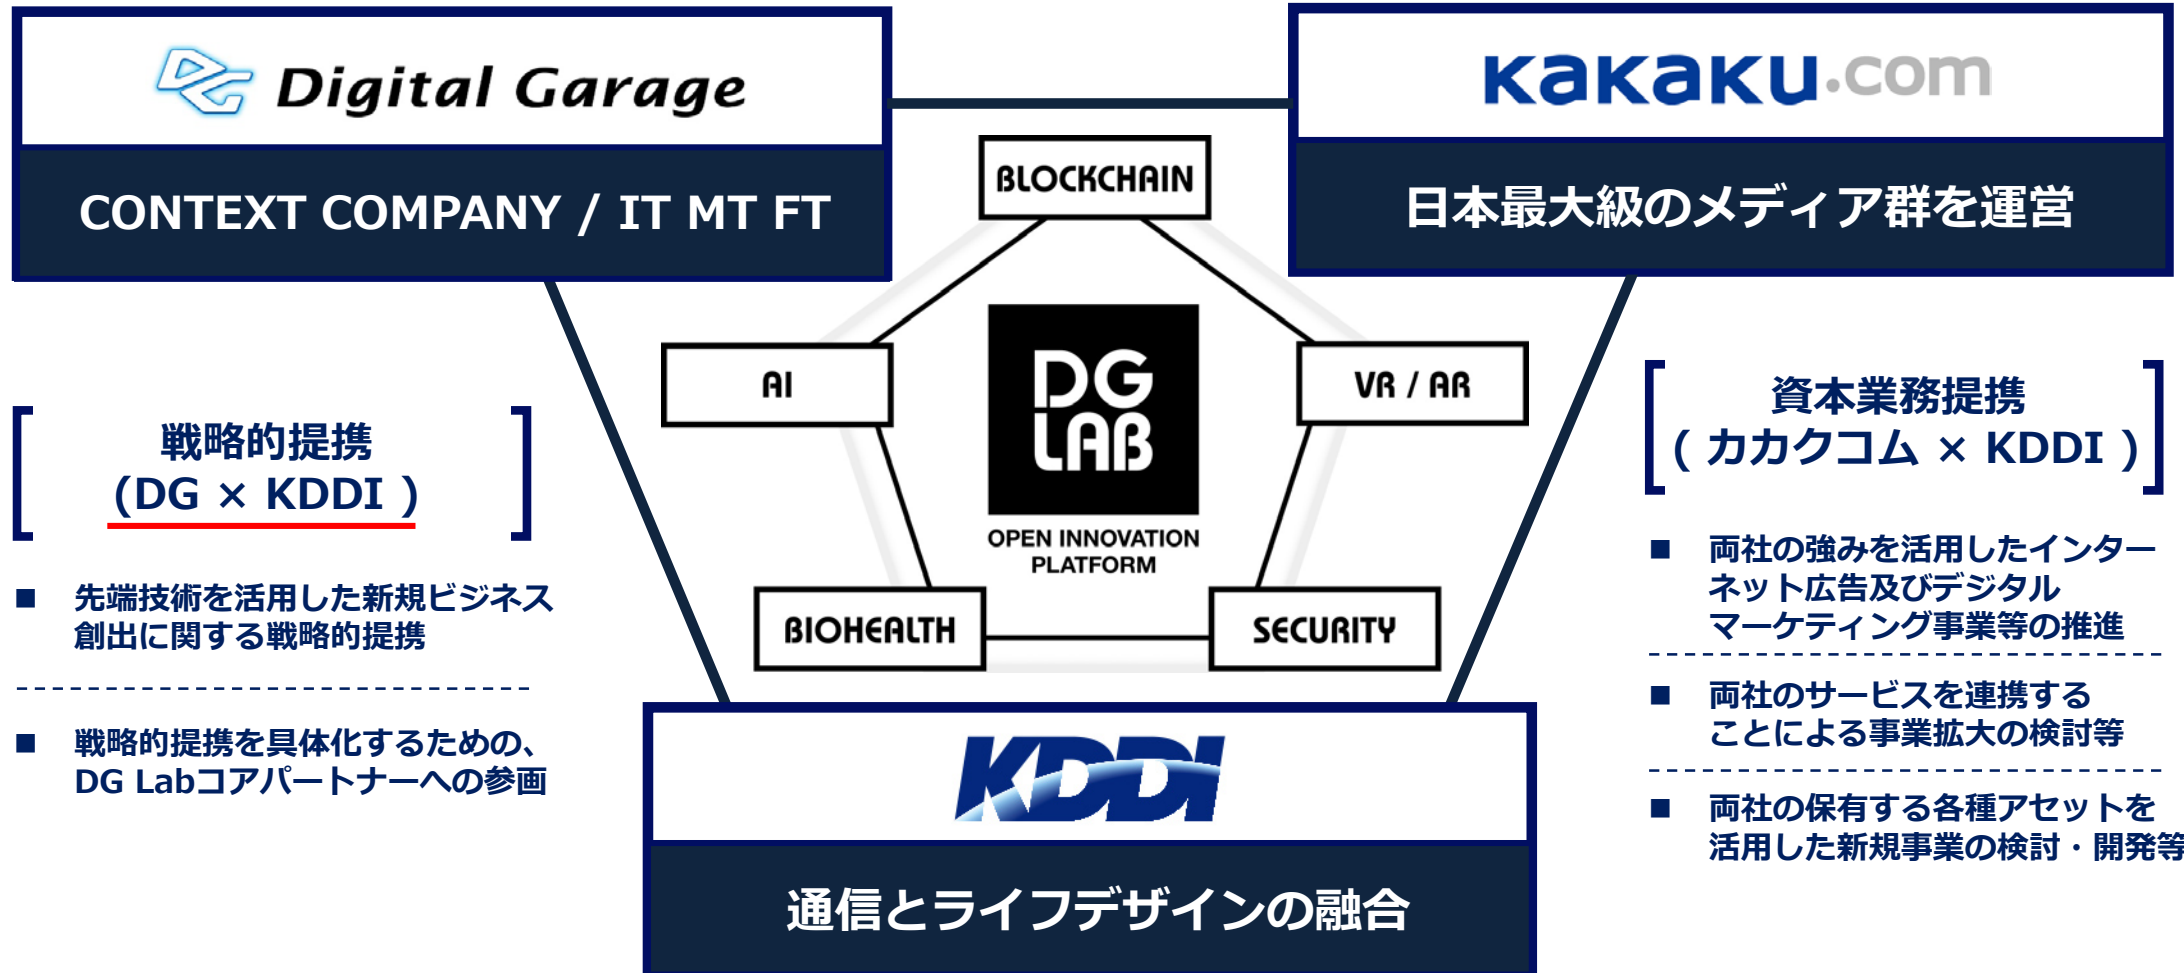 DG Digital Garage
CONTEXT COMPANY / IT MT FT
Kakaku.com
日本最大級のメディア群を運営
BLOCKCHAIN
AI
VR / AR
BIOHEALTH
SECURITY
DG
LAB
OPEN INNOVATION
PLATFORM
戦略的提携
(DG × KDDI )
■ 先端技術を活用した新規ビジネス
創出に関する戦略的提携
■ 戦略的提携を具体化するための、
DG Labコアパートナーへの参画
資本業務提携
( カカクコム × KDDI )
■ 両社の強みを活用したインター
ネット広告及びデジタル
マーケティング事業等の推進
■ 両社のサービスを連携する
ことによる事業拡大の検討等
■ 両社の保有する各種アセットを
活用した新規事業の検討・開発等
KDDI
通信とライフデザインの融合